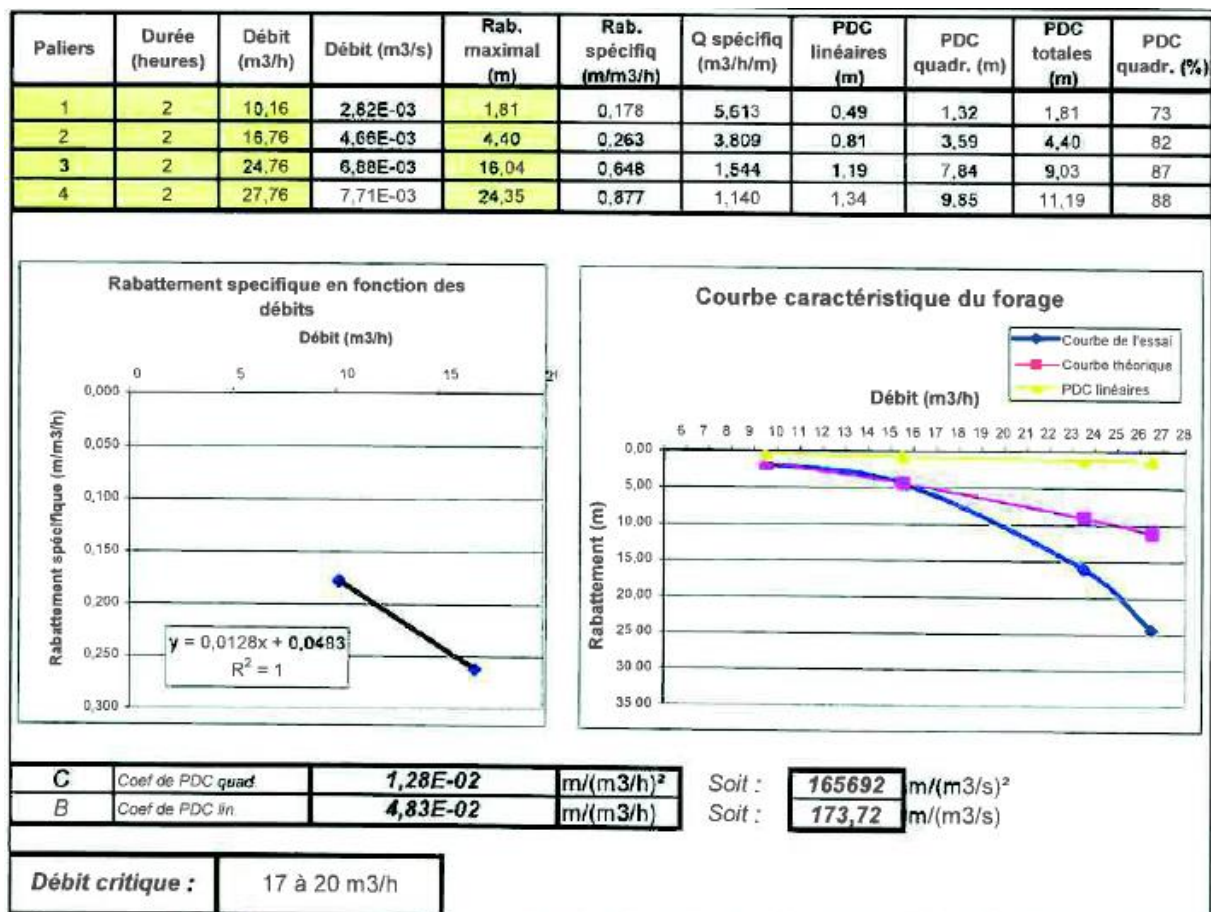 Paliers | Durée (heures) | Débit (m3/h) | Débit (m3/s) | Rab. maximal (m) | Rab. spécifiq (m/m3/h) | Q spécifiq (m3/h/m) | PDC linéaires (m) | PDC quadr. (m) | PDC totales (m) | PDC quadr. (%)
1 | 2 | 10,16 | 2,82E-03 | 1,81 | 0,178 | 5,613 | 0,49 | 1,32 | 1,81 | 73
2 | 2 | 16,76 | 4,66E-03 | 4,40 | 0,263 | 3,809 | 0,81 | 3,59 | 4,40 | 82
3 | 2 | 24,76 | 6,88E-03 | 16,04 | 0,648 | 1,544 | 1,19 | 7,84 | 9,03 | 87
4 | 2 | 27,76 | 7,71E-03 | 24,35 | 0,877 | 1,140 | 1,34 | 9,85 | 11,19 | 88
Rabattement specifique en fonction des
débits
Débit (m3/h)
0 5 10 15
0,000
0,050
0,100
0,150
0,200
0,250
0,300
Rabattement spécifique (m/m3/h)
y = 0,0128x + 0,0483
R² = 1
Courbe caractéristique du forage
Courbe de l'essai
Courbe théorique
PDC linéaires
Débit (m3/h)
6 7 8 9 10 11 12 13 14 15 16 17 18 19 20 21 22 23 24 25 26 27 28
0,00
5,00
10,00
15,00
20,00
25,00
30,00
35,00
Rabattement (m)
C | Coef de PDC quad | 1,28E-02 | m/(m3/h)² Soit : 165692 m/(m3/s)²
B | Coef de PDC lin | 4,83E-02 | m/(m3/h) Soit : 173,72 m/(m3/s)
Débit critique : 17 à 20 m3/h